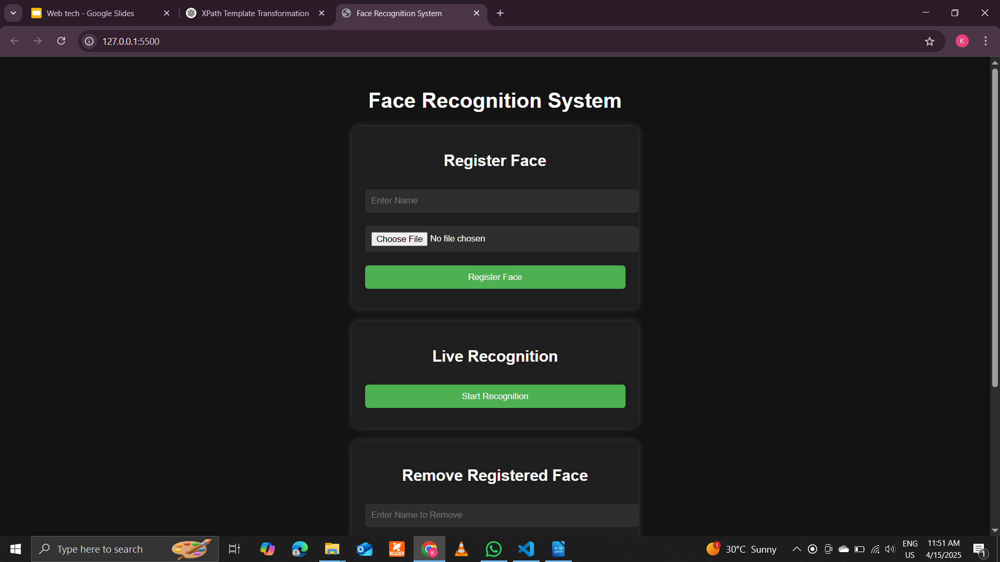 Web tech - Google Slides
XPath Template Transformation
Face Recognition System
127.0.0.1:5500
K
Face Recognition System
Register Face
Enter Name
Choose File No file chosen
Register Face
Live Recognition
Start Recognition
Remove Registered Face
Enter Name to Remove
Type here to search
READER
K
1
30°C Sunny
ENG
US
11:51 AM
4/15/2025
1